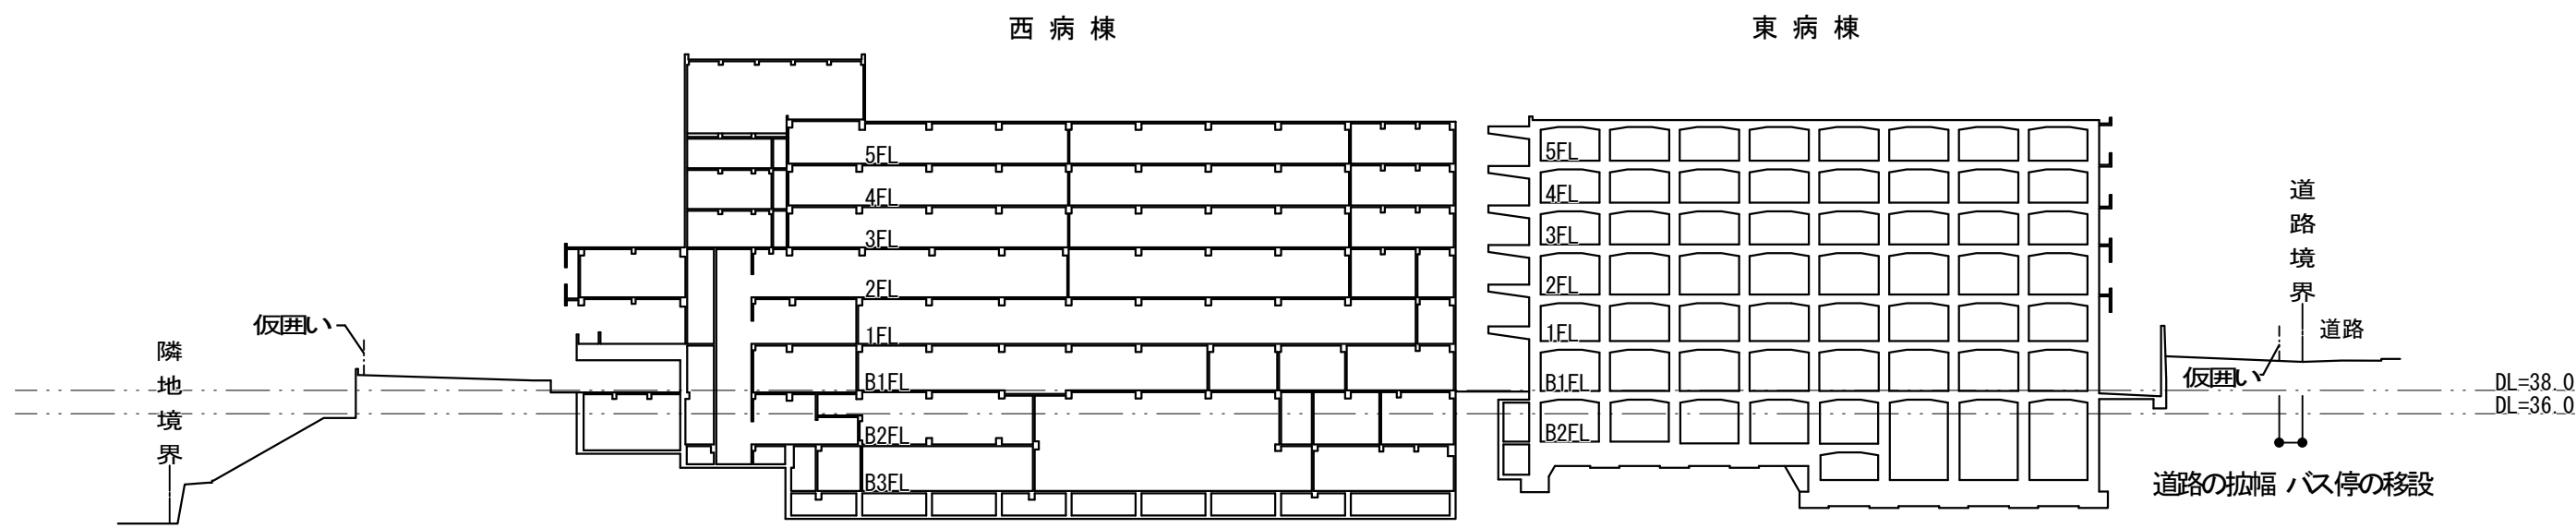 西病棟
東病棟
5FL
4FL
3FL
2FL
1FL
B1FL
B2FL
B3FL
5FL
4FL
3FL
2FL
1FL
B1FL
B2FL
仮囲い
隣地境界
道路境界
道路
仮囲い
DL=38.0
DL=36.0
道路の拡幅 バス停の移設